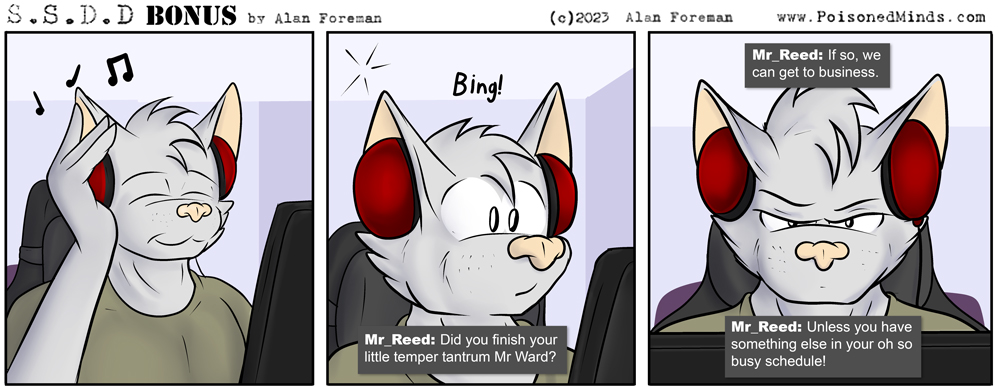 S.S.D.D BONUS by Alan Foreman (c)2023 Alan Foreman www.PoisonedMinds.com
Bing!
Mr_Reed: Did you finish your
little temper tantrum Mr Ward?
Mr_Reed: If so, we
can get to business.
Mr_Reed: Unless you have
something else in your oh so
busy schedule!